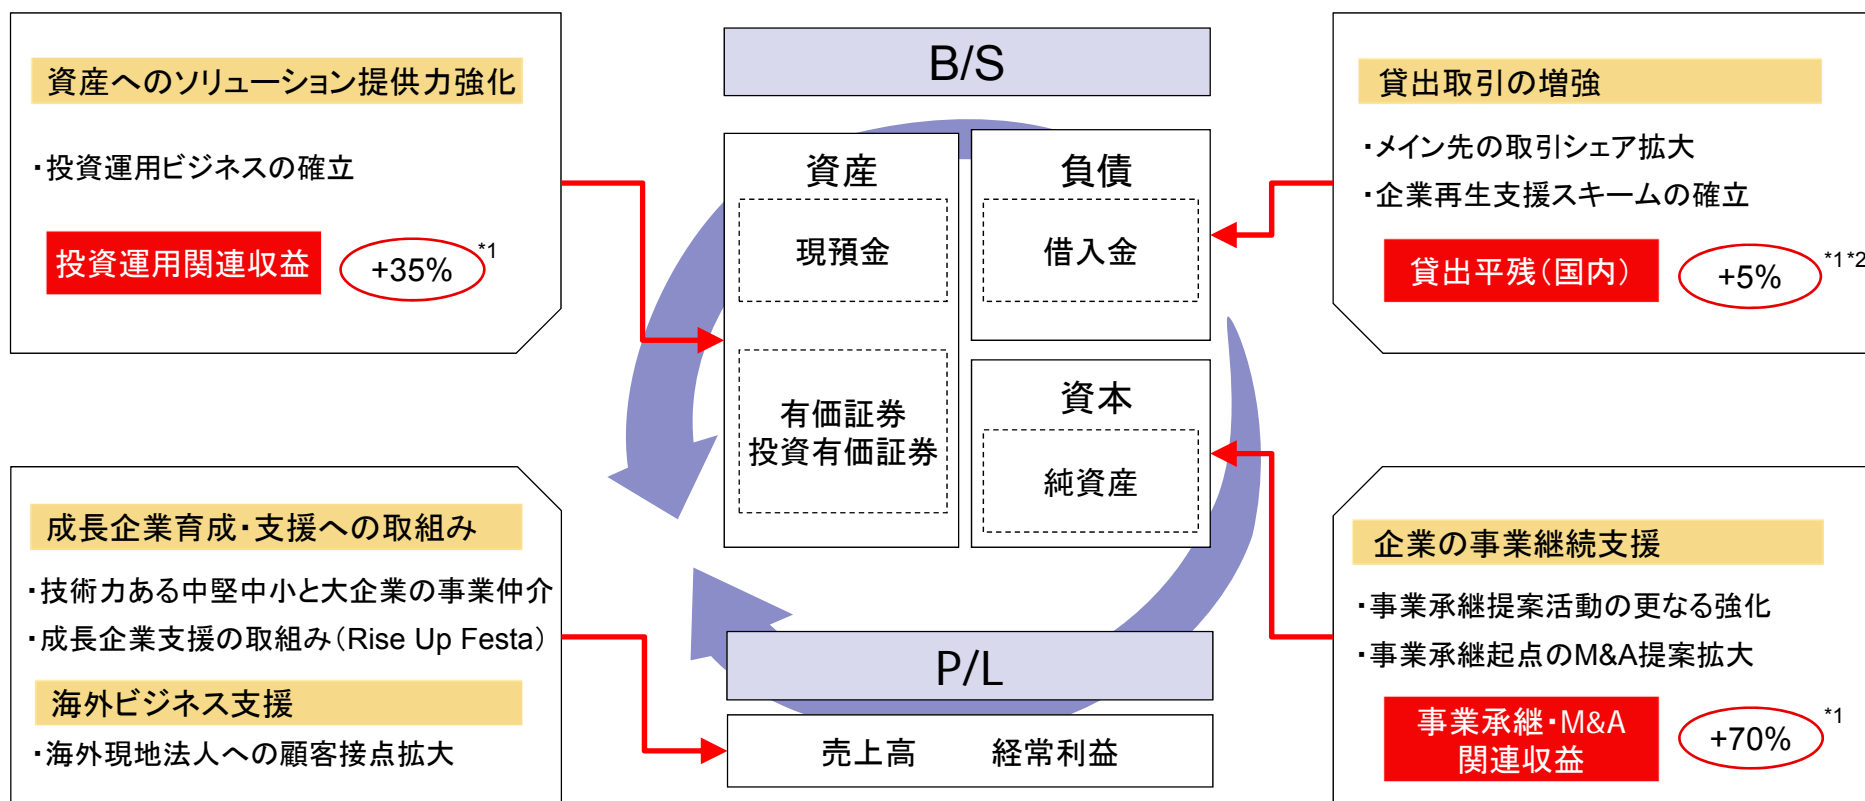 資産へのソリューション提供力強化
・投資運用ビジネスの確立
投資運用関連収益
+35%
*1
B/S
資産
現預金
有価証券
投資有価証券
負債
借入金
資本
純資産
貸出取引の増強
・メイン先の取引シェア拡大
・企業再生支援スキームの確立
貸出平残（国内）
+5%
*1 *2
成長企業育成・支援への取組み
・技術力ある中堅中小と大企業の事業仲介
・成長企業支援の取組み（Rise Up Festa）
海外ビジネス支援
・海外現地法人への顧客接点拡大
P/L
売上高 経常利益
企業の事業継続支援
・事業承継提案活動の更なる強化
・事業承継起点のM&A提案拡大
事業承継・M&A
関連収益
+70%
*1